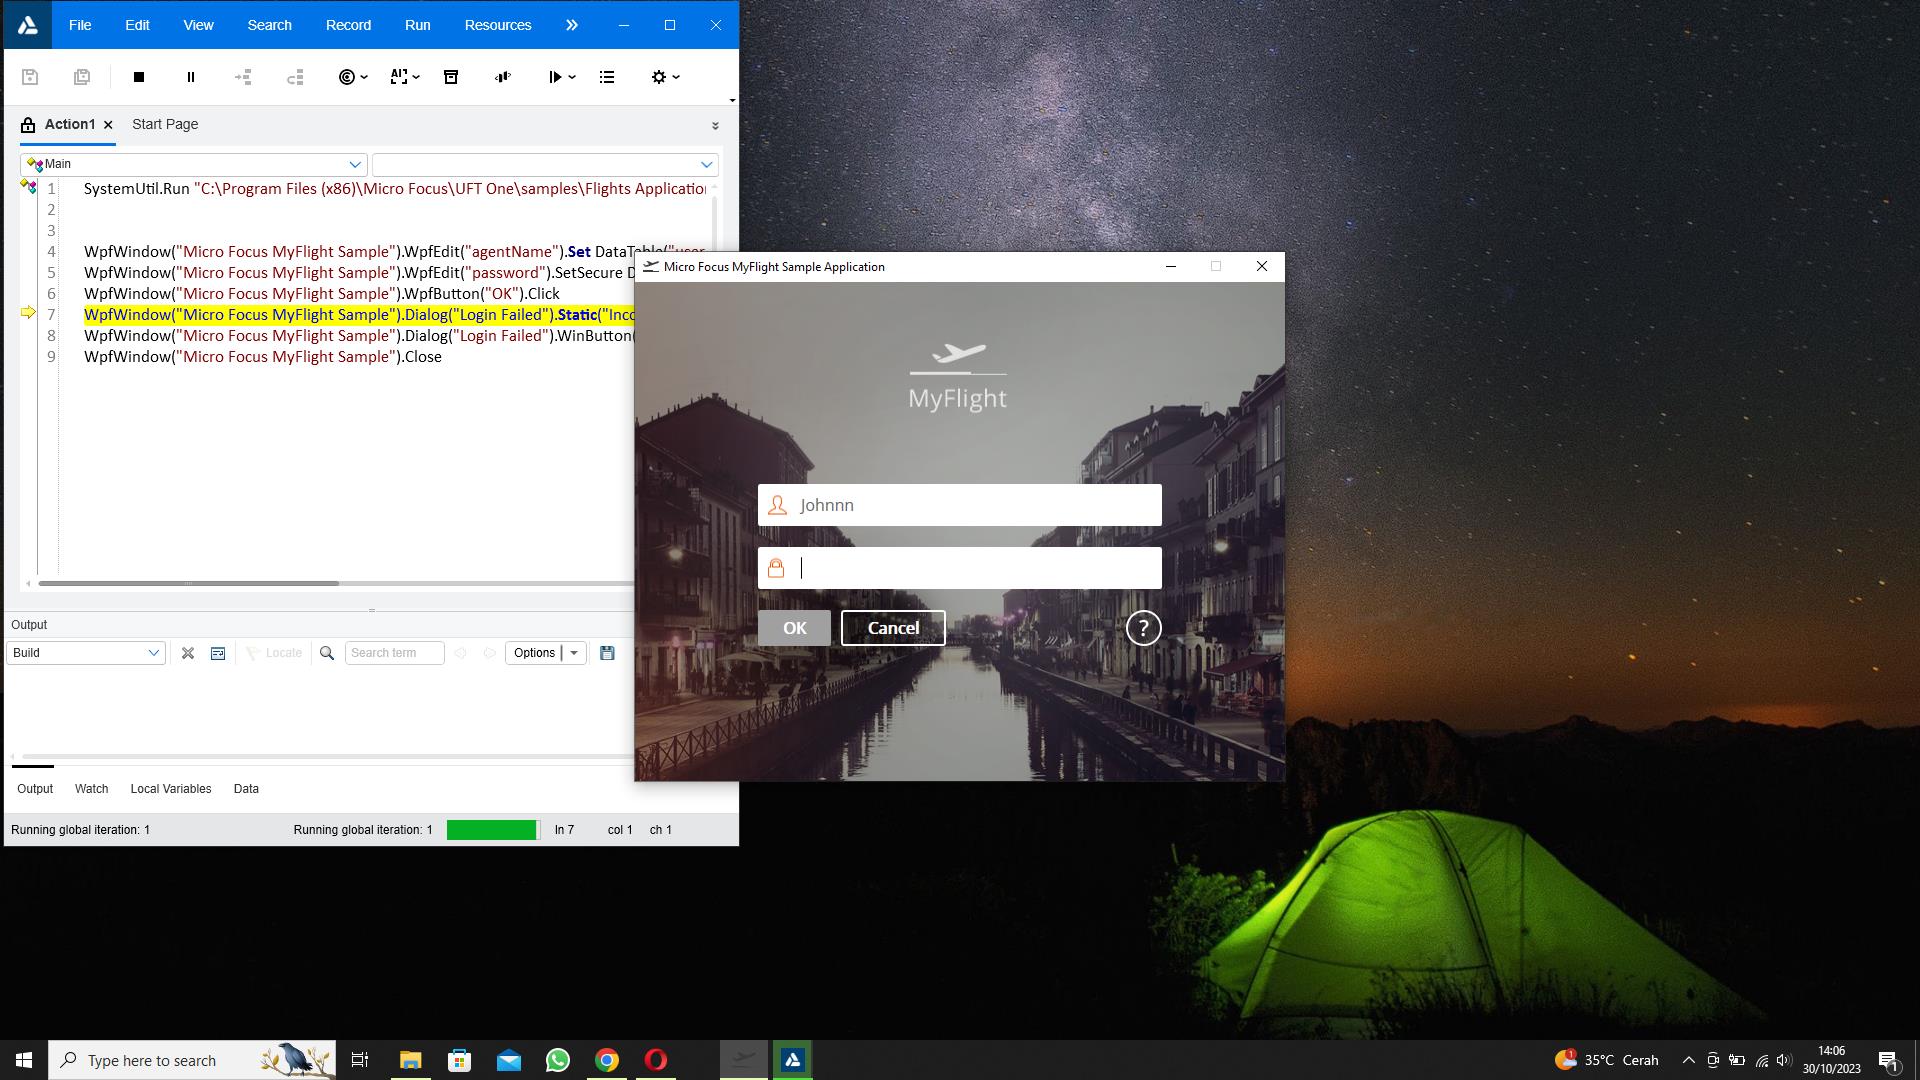 File Edit View Search Record Run Resources
Action1 Start Page
Main
1 SystemUtil.Run "C:\Program Files (x86)\Micro Focus\UFT One\samples\Flights Application
2
3
4 WpfWindow("Micro Focus MyFlight Sample").WpfEdit("agentName").Set DataTable("user
5 WpfWindow("Micro Focus MyFlight Sample").WpfEdit("password").SetSecure D
6 WpfWindow("Micro Focus MyFlight Sample").WpfButton("OK").Click
7 WpfWindow("Micro Focus MyFlight Sample").Dialog("Login Failed").Static("Inco
8 WpfWindow("Micro Focus MyFlight Sample").Dialog("Login Failed").WinButton(
9 WpfWindow("Micro Focus MyFlight Sample").Close
Output
Build Locate Search term Options
Output Watch Local Variables Data
Running global iteration: 1 Running global iteration: 1 ln 7 col 1 ch 1
Micro Focus MyFlight Sample Application
MyFlight
Johnnn
OK Cancel ?
Type here to search
1 35°C Cerah
14:06
30/10/2023
1